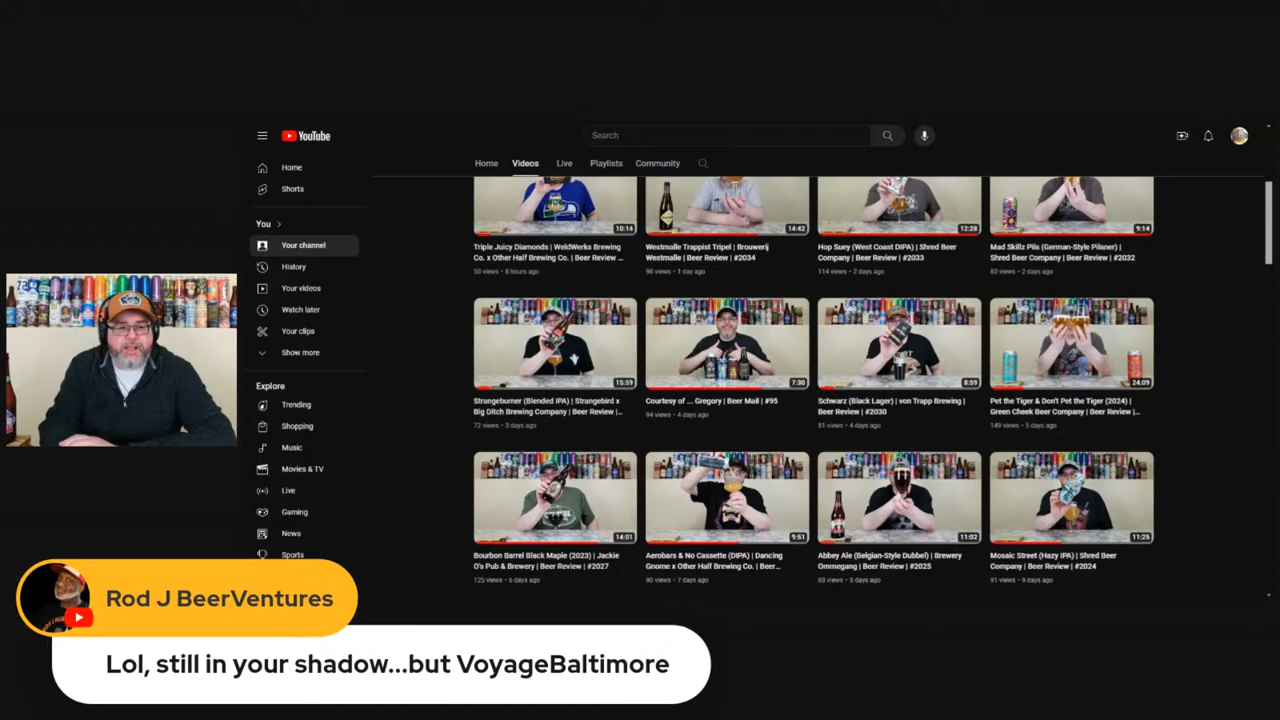 YouTube
Search
Home
Shorts
You
Your channel
History
Your videos
Watch later
Your clips
Show more
Explore
Trending
Shopping
Music
Movies & TV
Live
Gaming
News
Sports
Home Videos Live Playlists Community
10:14
14:42
12:28
9:14
Triple Juicy Diamonds | WeldWerks Brewing
Co. x Other Half Brewing Co. | Beer Review ...
50 views • 8 hours ago
Westmalle Trappist Tripel | Brouwerij
Westmalle | Beer Review | #2034
98 views • 1 day ago
Hop Suey (West Coast DIPA) | Shred Beer
Company | Beer Review | #2033
114 views • 2 days ago
Mad Skillz Pils (German-Style Pilsner) |
Shred Beer Company | Beer Review | #2032
83 views • 2 days ago
15:59
7:30
8:59
24:09
Strangeburner (Blended IPA) | Strangebird x
Big Ditch Brewing Company | Beer Review |...
72 views • 3 days ago
Courtesy of ... Gregory | Beer Mail | #95
94 views • 4 days ago
Schwarz (Black Lager) | von Trapp Brewing |
Beer Review | #2030
81 views • 4 days ago
Pet the Tiger & Don't Pet the Tiger (2024) |
Green Cheek Beer Company | Beer Review |...
149 views • 5 days ago
14:01
9:51
11:02
11:25
Bourbon Barrel Black Maple (2023) | Jackie
O's Pub & Brewery | Beer Review | #2027
125 views • 6 days ago
Aerobars & No Cassette (DIPA) | Dancing
Gnome x Other Half Brewing Co. | Beer...
90 views • 7 days ago
Abbey Ale (Belgian-Style Dubbel) | Brewery
Ommegang | Beer Review | #2025
80 views • 8 days ago
Mosaic Street (Hazy IPA) | Shred Beer
Company | Beer Review | #2024
91 views • 9 days ago
Rod J BeerVentures
Lol, still in your shadow...but VoyageBaltimore